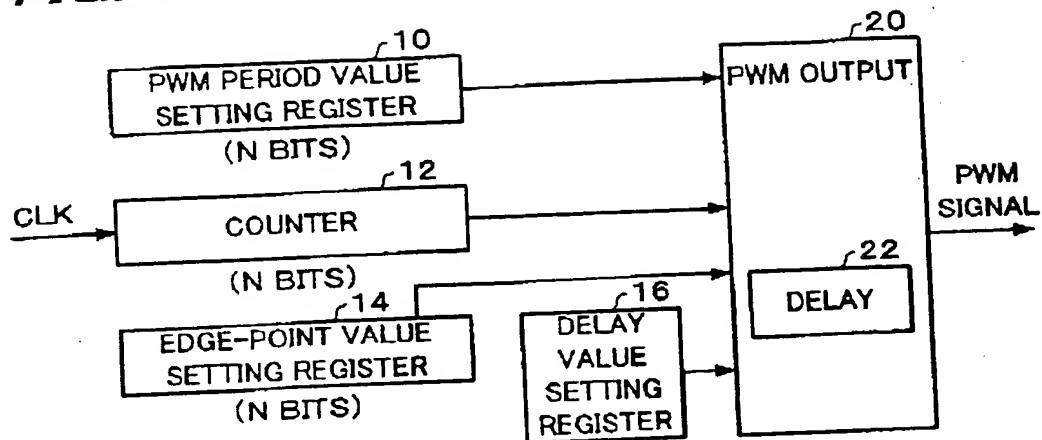 10
PWM PERIOD VALUE
SETTING REGISTER
(N BITS)
12
CLK
COUNTER
(N BITS)
14
EDGE-POINT VALUE
SETTING REGISTER
(N BITS)
16
DELAY
VALUE
SETTING
REGISTER
20
PWM OUTPUT
22
DELAY
PWM
SIGNAL